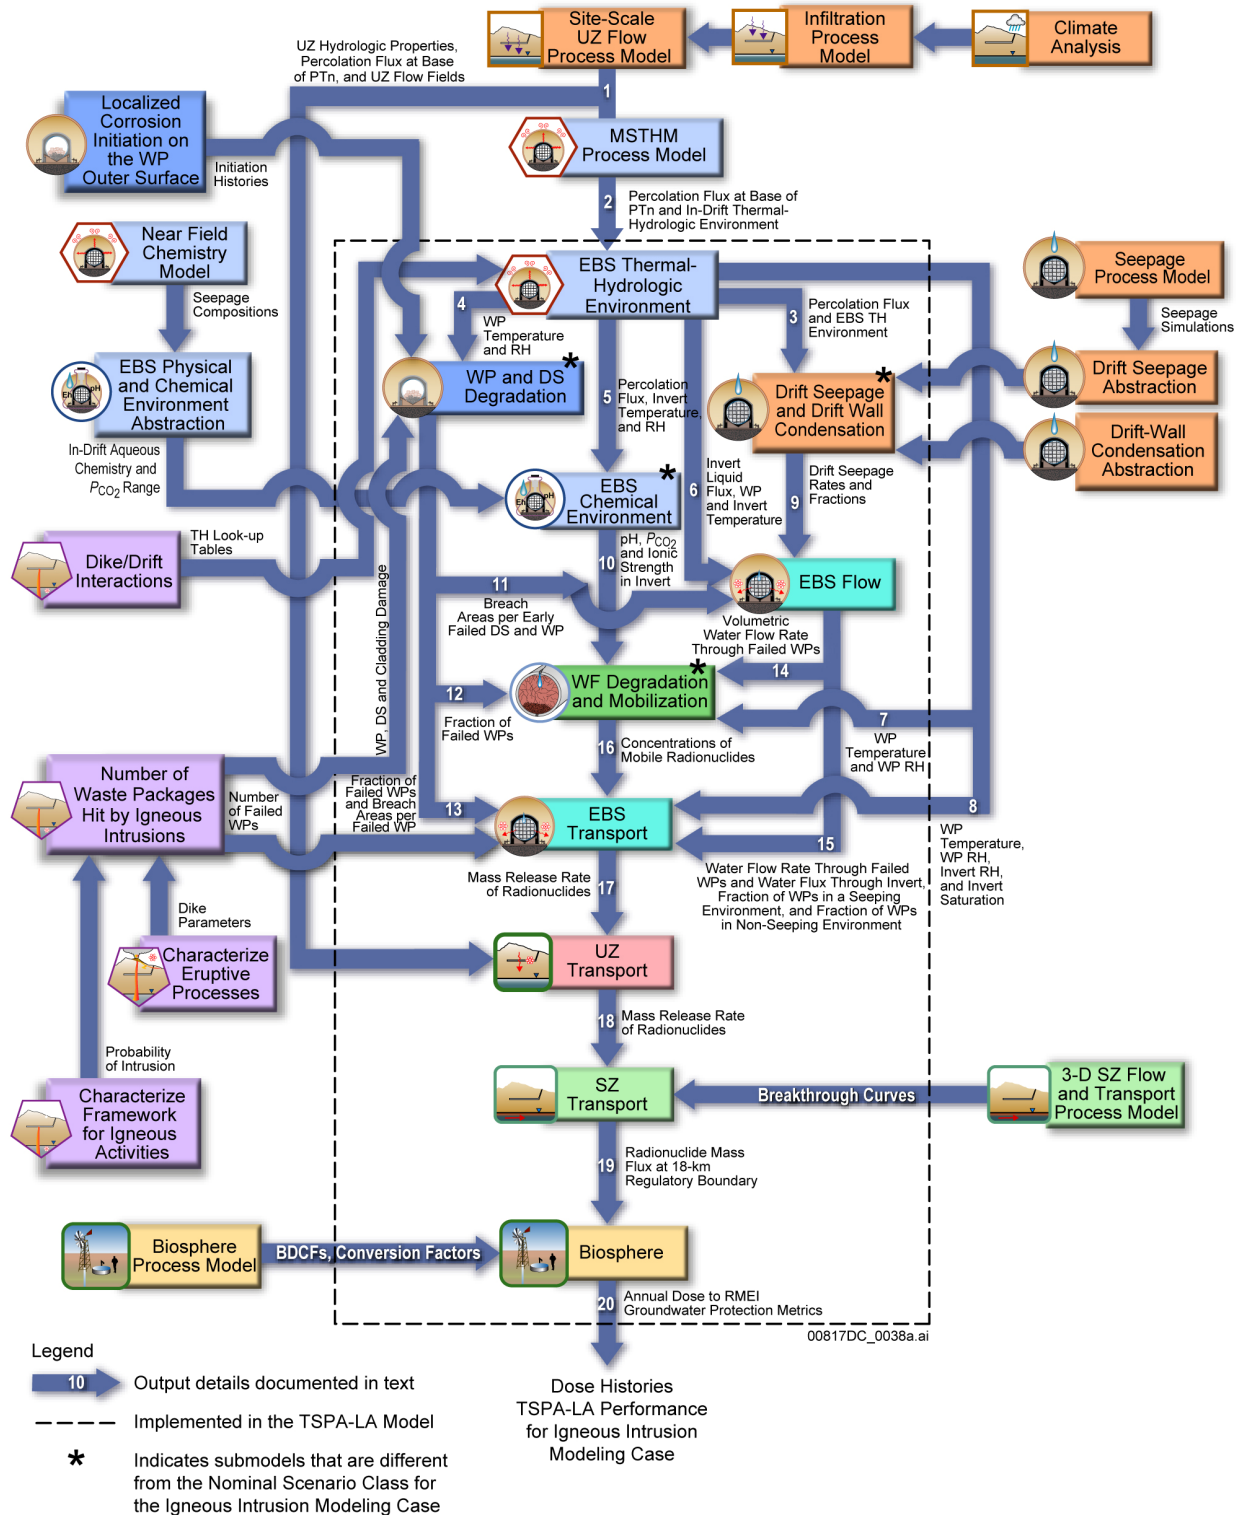 Site-Scale
UZ Flow
Process Model
Infiltration
Process
Model
Climate
Analysis
UZ Hydrologic Properties,
Percolation Flux at Base
of PTn, and UZ Flow Fields
1
Localized
Corrosion
Initiation on
the WP
Outer Surface
Initiation
Histories
MSTHM
Process Model
2
Percolation Flux at Base of
PTn and In-Drift Thermal-
Hydrologic Environment
Near Field
Chemistry
Model
Seepage
Compositions
EBS Thermal-
Hydrologic
Environment
Seepage
Process Model
Seepage
Simulations
4
WP
Temperature
and RH
3
Percolation Flux
and EBS TH
Environment
EBS Physical
and Chemical
Environment
Abstraction
Eh
pH
WP and DS
Degradation
*
5
Percolation
Flux, Invert
Temperature,
and RH
Drift Seepage
and Drift Wall
Condensation
*
Drift Seepage
Abstraction
Drift-Wall
Condensation
Abstraction
In-Drift Aqueous
Chemistry and
PCO2 Range
6
Invert
Liquid
Flux, WP
and Invert
Temperature
9
Drift Seepage
Rates and
Fractions
EBS
Chemical
Environment
*
Eh
pH
TH Look-up
Tables
Dike/Drift
Interactions
10
pH, PCO2
and Ionic
Strength
in Invert
EBS Flow
11
Breach
Areas per Early
Failed DS and WP
Volumetric
Water Flow Rate
Through Failed WPs
14
WP, DS and Cladding Damage
WF Degradation
and Mobilization
*
12
Fraction of
Failed WPs
7
WP
Temperature
and WP RH
16
Concentrations of
Mobile Radionuclides
Number of
Waste Packages
Hit by Igneous
Intrusions
Number
of Failed
WPs
Fraction of
Failed WPs
and Breach
Areas per
Failed WP
13
EBS
Transport
8
15
WP
Temperature,
WP RH,
Invert RH,
and Invert
Saturation
Mass Release Rate
of Radionuclides
17
Water Flow Rate Through Failed
WPs and Water Flux Through Invert,
Fraction of WPs in a Seeping
Environment, and Fraction of WPs
in Non-Seeping Environment
Dike
Parameters
Characterize
Eruptive
Processes
UZ
Transport
18
Mass Release Rate
of Radionuclides
Probability
of Intrusion
Characterize
Framework
for Igneous
Activities
SZ
Transport
Breakthrough Curves
3-D SZ Flow
and Transport
Process Model
19
Radionuclide Mass
Flux at 18-km
Regulatory Boundary
Biosphere
Process Model
BDCFs, Conversion Factors
Biosphere
20
Annual Dose to RMEI
Groundwater Protection Metrics
00817DC_0038a.ai
Legend
10
Output details documented in text
Implemented in the TSPA-LA Model
*
Indicates submodels that are different
from the Nominal Scenario Class for
the Igneous Intrusion Modeling Case
Dose Histories
TSPA-LA Performance
for Igneous Intrusion
Modeling Case